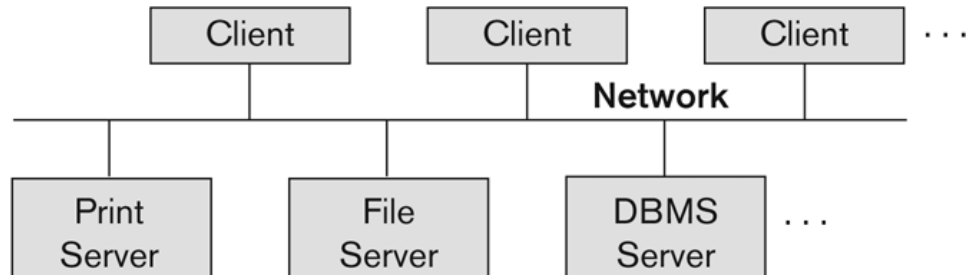 Client Client Client ...
Network
Print File DBMS ...
Server Server Server